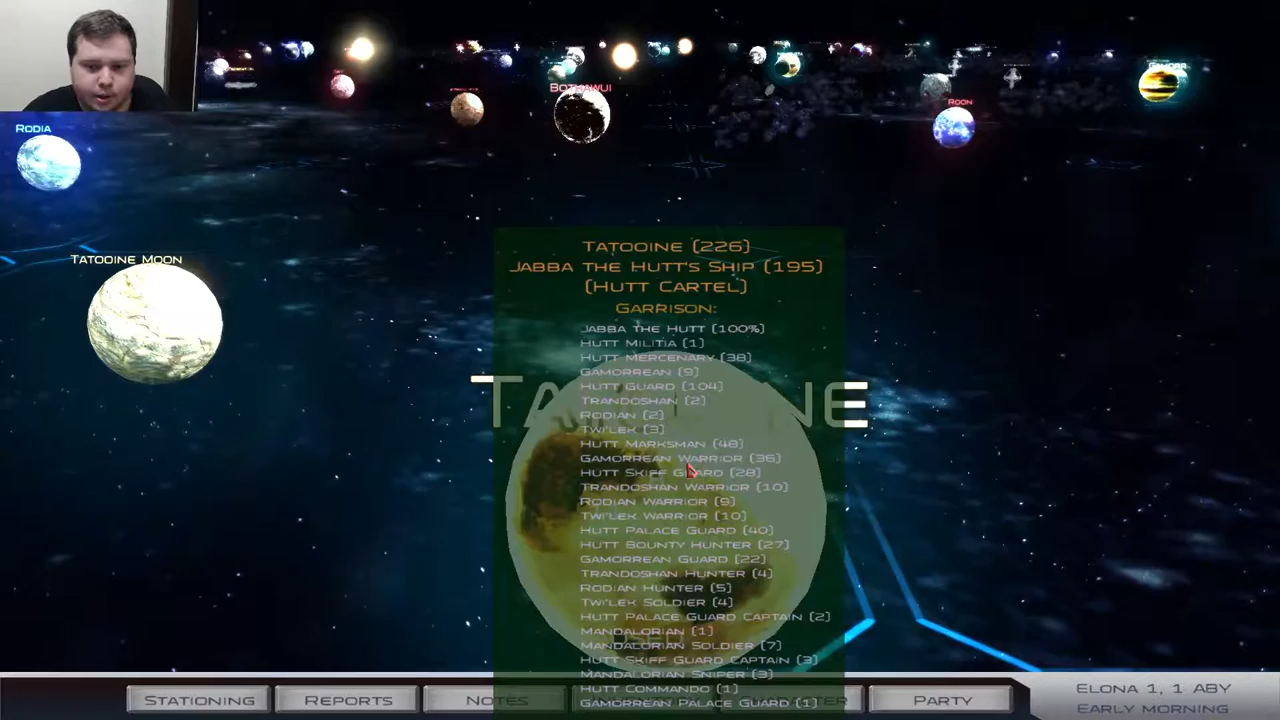 BOTHAWUI
ROON
RODIA
TATOOINE MOON
TATOOINE (226)
JABBA THE HUTT'S SHIP (195)
(HUTT CARTEL)
GARRISON:
JABBA THE HUTT (100%)
HUTT MILITIA (1)
HUTT MERCENARY (38)
GAMORREAN (9)
HUTT GUARD (104)
TRANDOSHAN (2)
RODIAN (2)
TWI'LEK (3)
HUTT MARKSMAN (48)
GAMORREAN WARRIOR (36)
HUTT SKIFF GUARD (28)
TRANDOSHAN WARRIOR (10)
RODIAN WARRIOR (9)
TWI'LEK WARRIOR (10)
HUTT PALACE GUARD (40)
HUTT BOUNTY HUNTER (27)
GAMORREAN GUARD (22)
TRANDOSHAN HUNTER (4)
RODIAN HUNTER (5)
TWI'LEK SOLDIER (4)
HUTT PALACE GUARD CAPTAIN (2)
MANDALORIAN (1)
MANDALORIAN SOLDIER (7)
HUTT SKIFF GUARD CAPTAIN (3)
MANDALORIAN SNIPER (3)
HUTT COMMANDO (1)
GAMORREAN PALACE GUARD (1)
TATOOINE
STATIONING
REPORTS
NOTES
PARTY
ELONA 1, 1 ABY
EARLY MORNING